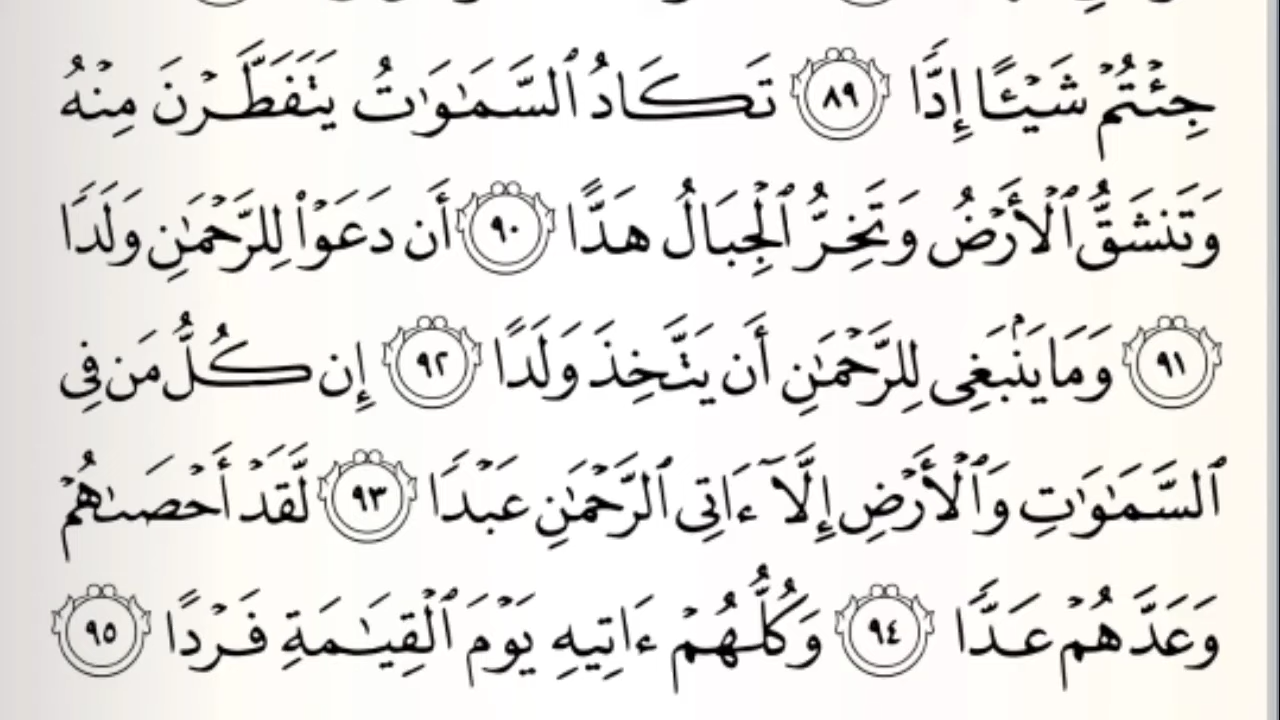 جِئْتُمْ شَيْـًٔا إِدًّا ٨٩ تَكَادُ ٱلسَّمَٰوَٰتُ يَتَفَطَّرْنَ مِنْهُ
وَتَنشَقُّ ٱلْأَرْضُ وَتَخِرُّ ٱلْجِبَالُ هَدًّا ٩٠ أَن دَعَوْا۟ لِلرَّحْمَٰنِ وَلَدًا
٩١ وَمَا يَنۢبَغِى لِلرَّحْمَٰنِ أَن يَتَّخِذَ وَلَدًا ٩٢ إِن كُلُّ مَن فِى
ٱلسَّمَٰوَٰتِ وَٱلْأَرْضِ إِلَّآ ءَاتِى ٱلرَّحْمَٰنِ عَبْدًا ٩٣ لَّقَدْ أَحْصَىٰهُمْ
وَعَدَّهُمْ عَدًّا ٩٤ وَكُلُّهُمْ ءَاتِيهِ يَوْمَ ٱلْقِيَٰمَةِ فَرْدًا ٩٥